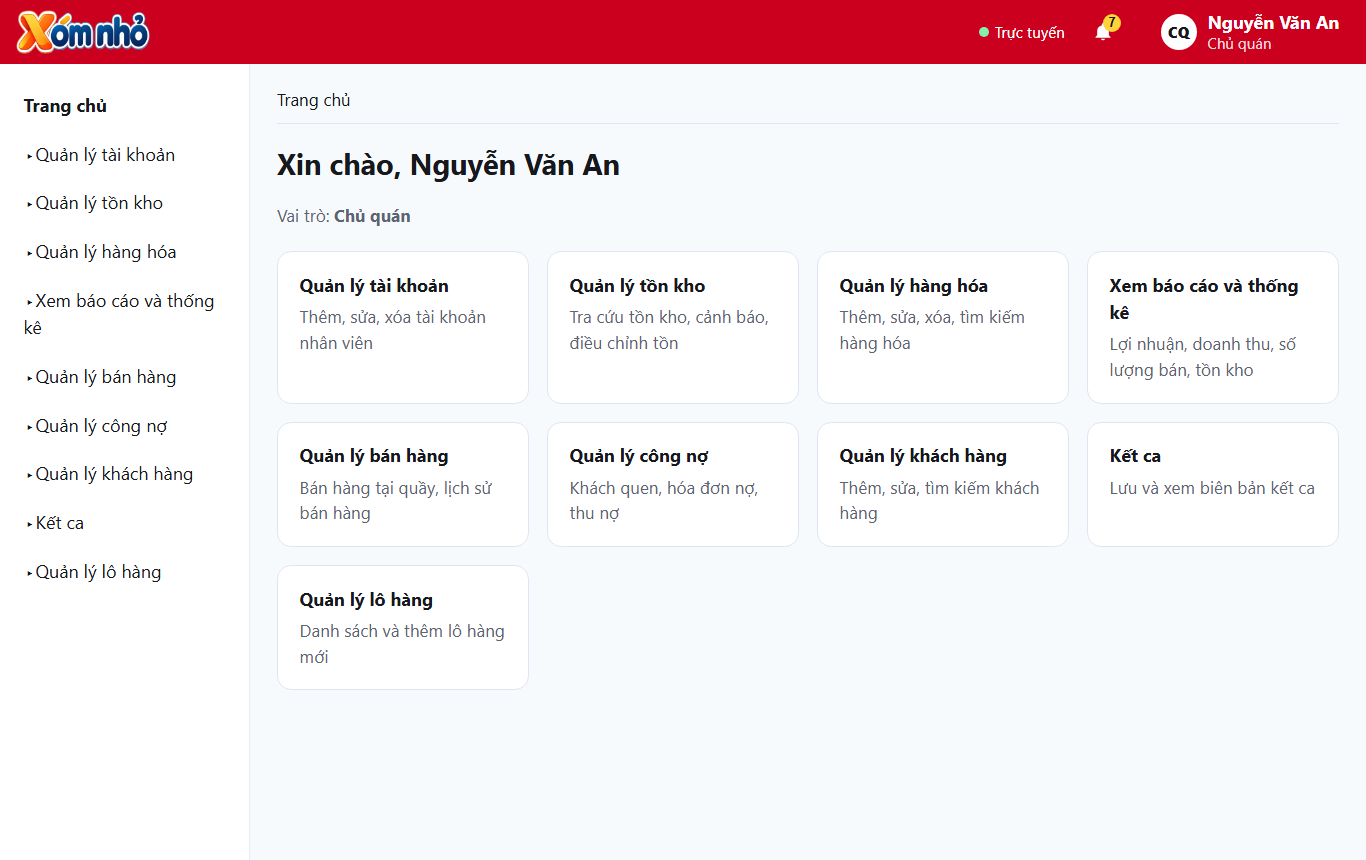 Xóm nhỏ
Trực tuyến
7
CQ
Nguyễn Văn An
Chủ quán
Trang chủ
Quản lý tài khoản
Quản lý tồn kho
Quản lý hàng hóa
Xem báo cáo và thống
kê
Quản lý bán hàng
Quản lý công nợ
Quản lý khách hàng
Kết ca
Quản lý lô hàng
Trang chủ
Xin chào, Nguyễn Văn An
Vai trò: Chủ quán
Quản lý tài khoản
Thêm, sửa, xóa tài khoản
nhân viên
Quản lý tồn kho
Tra cứu tồn kho, cảnh báo,
điều chỉnh tồn
Quản lý hàng hóa
Thêm, sửa, xóa, tìm kiếm
hàng hóa
Xem báo cáo và thống
kê
Lợi nhuận, doanh thu, số
lượng bán, tồn kho
Quản lý bán hàng
Bán hàng tại quầy, lịch sử
bán hàng
Quản lý công nợ
Khách quen, hóa đơn nợ,
thu nợ
Quản lý khách hàng
Thêm, sửa, tìm kiếm khách
hàng
Kết ca
Lưu và xem biên bản kết ca
Quản lý lô hàng
Danh sách và thêm lô hàng
mới